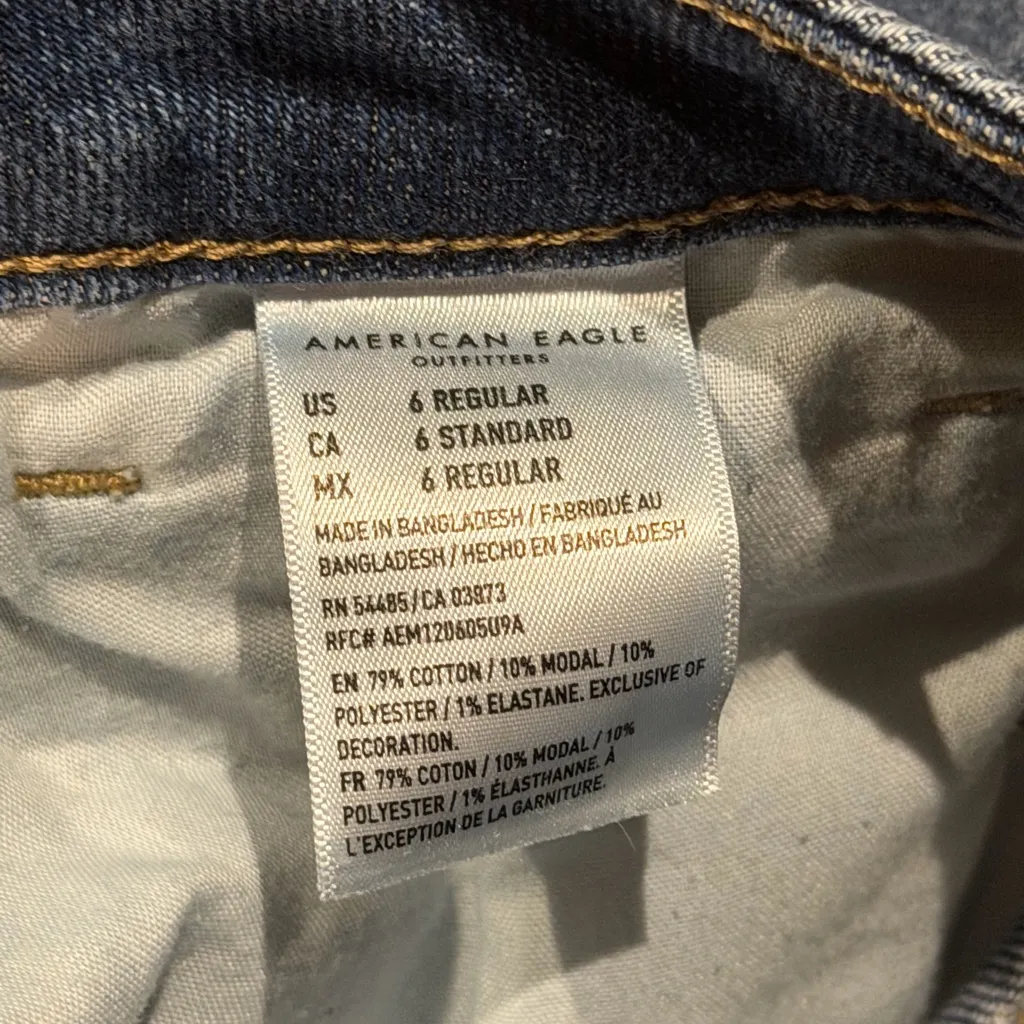 AMERICAN EAGLE
OUTFITTERS
US 6 REGULAR
CA 6 STANDARD
MX 6 REGULAR
MADE IN BANGLADESH / FABRIQUÉ AU
BANGLADESH / HECHO EN BANGLADESH
RN 54485/CA 03873
RFC# AEM120605U9A
EN 79% COTTON / 10% MODAL / 10%
POLYESTER / 1% ELASTANE. EXCLUSIVE OF
DECORATION.
FR 79% COTON / 10% MODAL / 10%
POLYESTER / 1% ÉLASTHANNE. À
L'EXCEPTION DE LA GARNITURE.